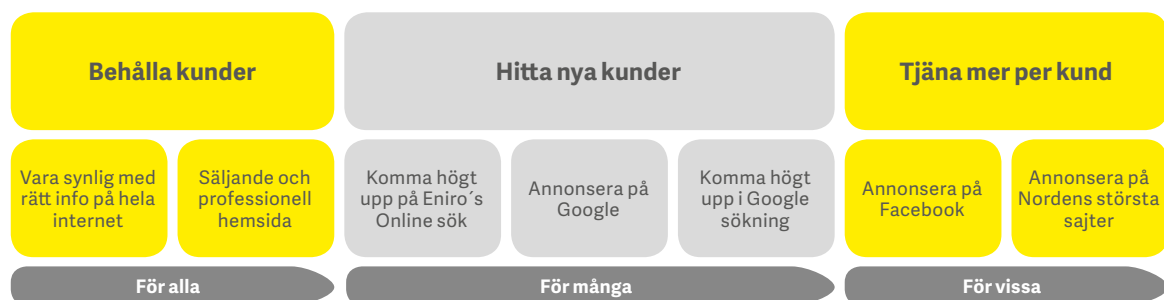 Behålla kunder
Hitta nya kunder
Tjäna mer per kund
Vara synlig med
rätt info på hela
internet
Säljande och
professionell
hemsida
Komma högt
upp på Eniro´s
Online sök
Annonsera på
Google
Komma högt
upp i Google
sökning
Annonsera på
Facebook
Annonsera på
Nordens största
sajter
För alla
För många
För vissa